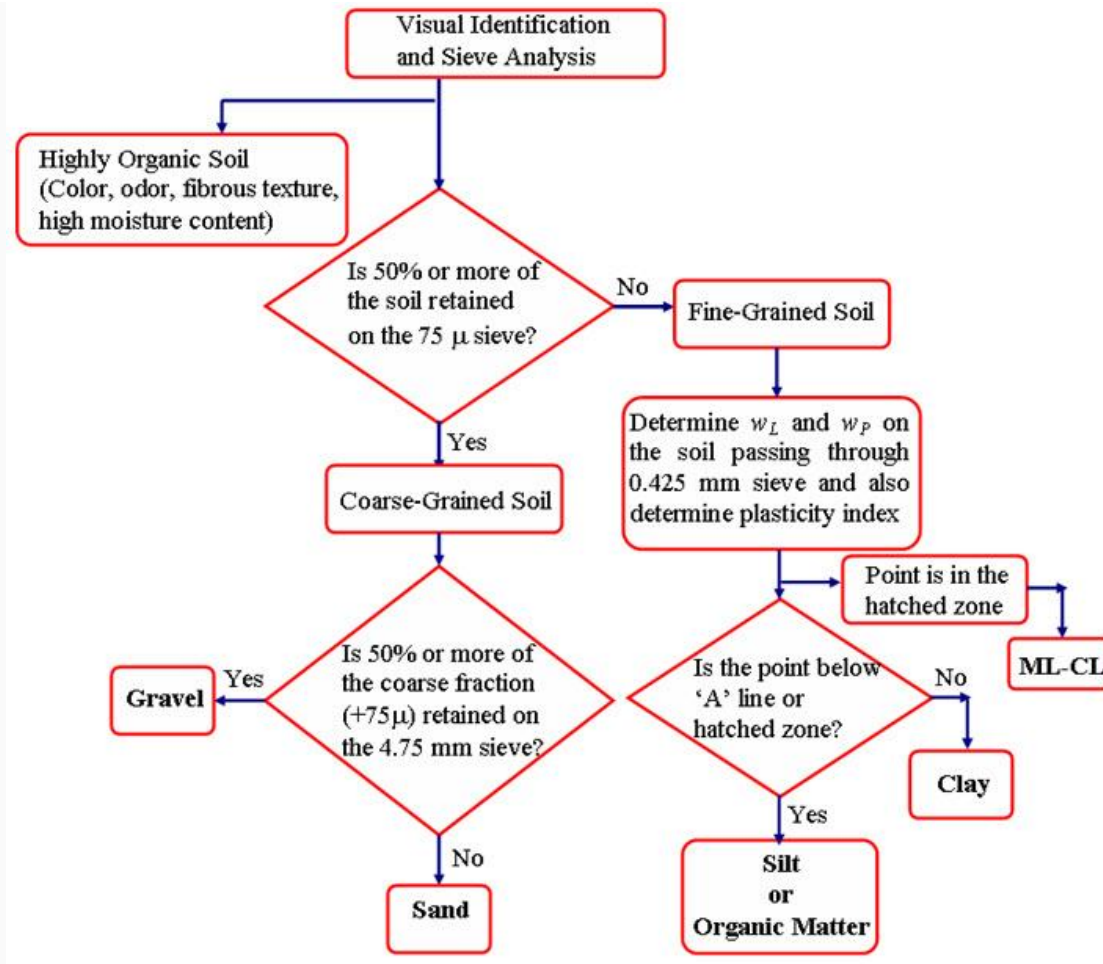 Visual Identification
and Sieve Analysis
Highly Organic Soil
(Color, odor, fibrous texture,
high moisture content)
Is 50% or more of
the soil retained
on the 75 μ sieve?
No
Fine-Grained Soil
Yes
Determine w_L and w_P on
the soil passing through
0.425 mm sieve and also
determine plasticity index
Coarse-Grained Soil
Point is in the
hatched zone
ML-CL
Is 50% or more of
the coarse fraction
(+75μ) retained on
the 4.75 mm sieve?
Yes
Gravel
No
Sand
Is the point below
‘A’ line or
hatched zone?
No
Clay
Yes
Silt
or
Organic Matter